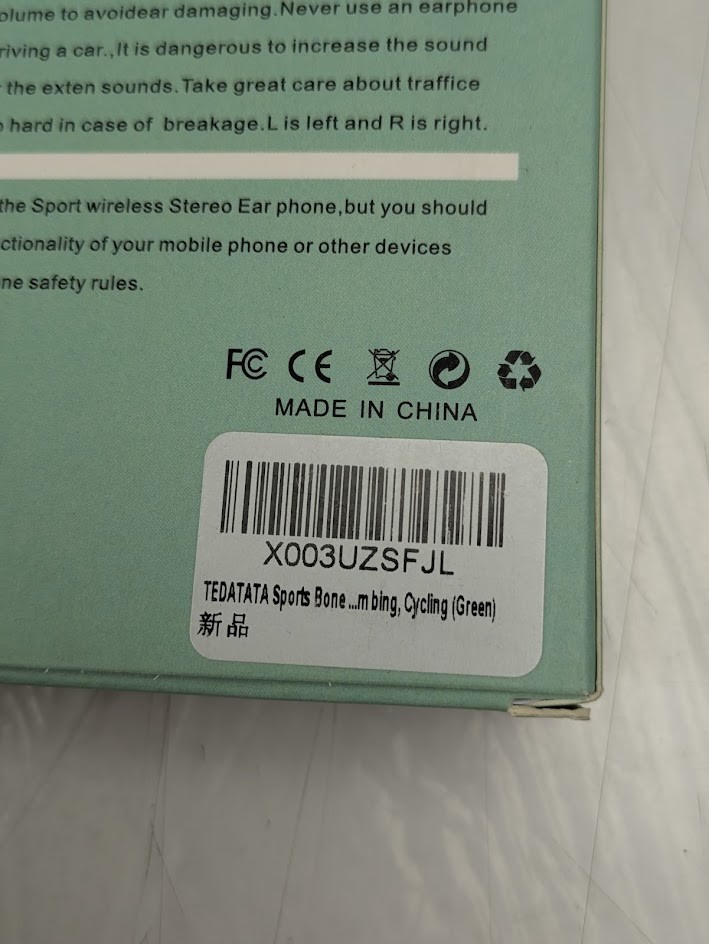 olume to avoidear damaging.Never use an earphone
riving a car.,It is dangerous to increase the sound
the exten sounds.Take great care about traffice
hard in case of breakage.L is left and R is right.
the Sport wireless Stereo Ear phone,but you should
ctionality of your mobile phone or other devices
ne safety rules.
FC CE
MADE IN CHINA
X003UZSFJL
TEDATATA Sports Bone ...mbing, Cycling (Green)
新品